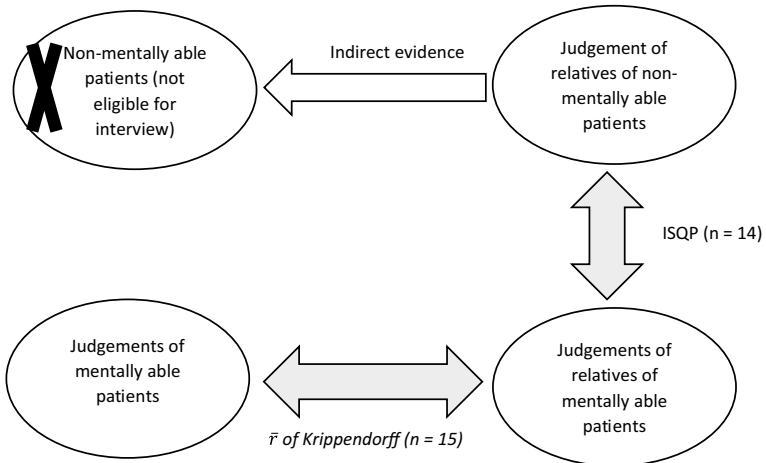 Non-mentally able
patients (not
eligible for
interview)
Indirect evidence
Judgement of
relatives of non-
mentally able
patients
ISQP (n = 14)
Judgements of
mentally able
patients
r̄ of Krippendorff (n = 15)
Judgements of
relatives of
mentally able
patients